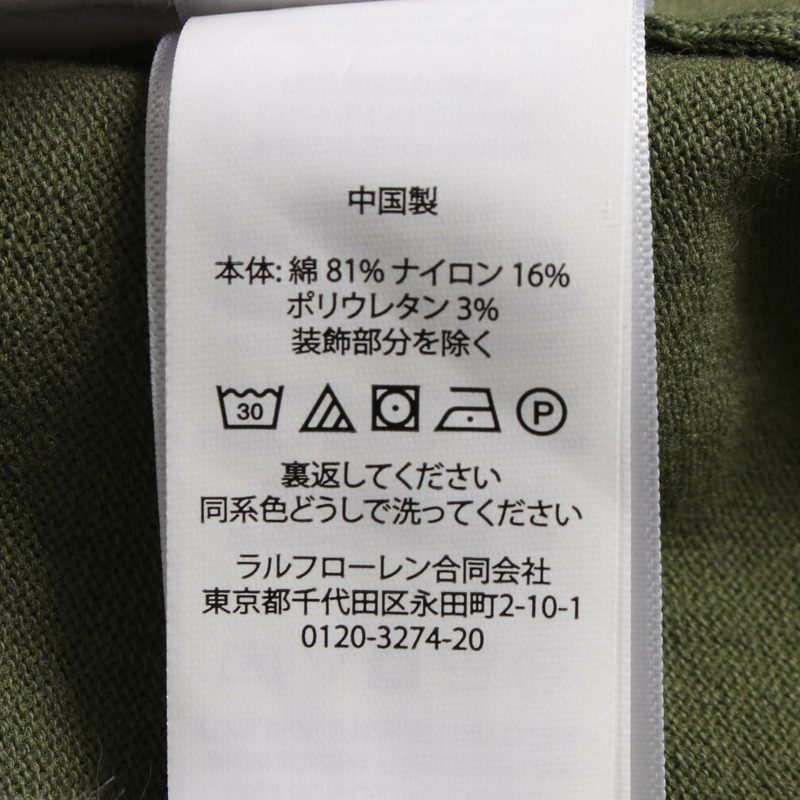 中国製
本体: 綿 81% ナイロン 16%
ポリウレタン 3%
装飾部分を除く
30 P
裏返してください
同系色どうしで洗ってください
ラルフローレン合同会社
東京都千代田区永田町2-10-1
0120-3274-20